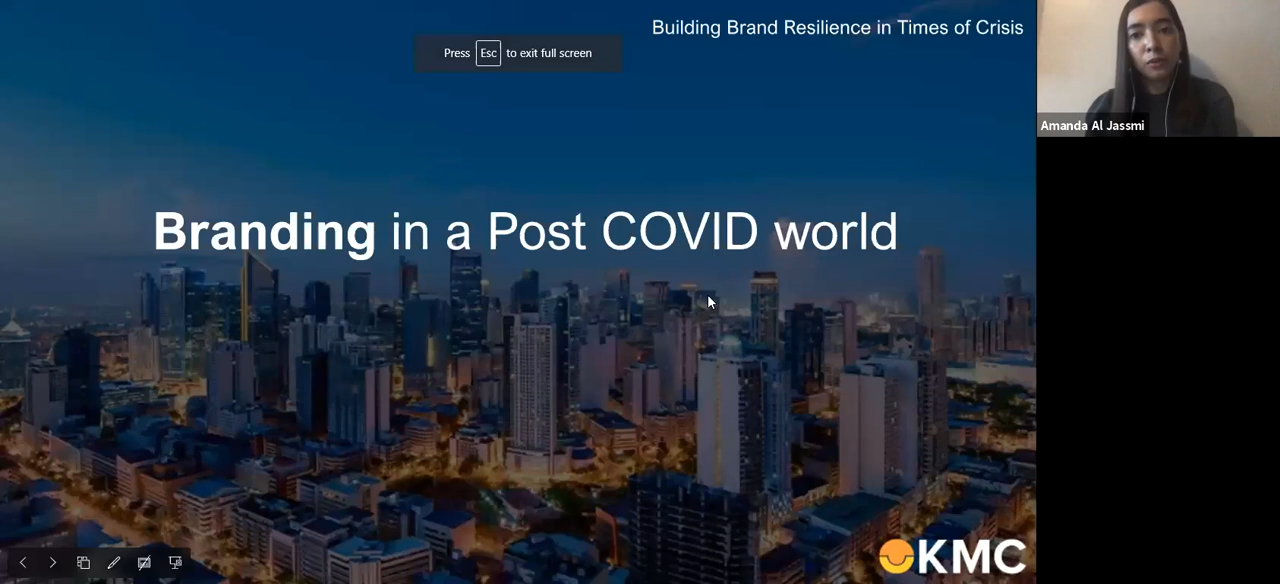 Building Brand Resilience in Times of Crisis
Press Esc to exit full screen
Amanda Al Jassmi
Branding in a Post COVID world
KMC